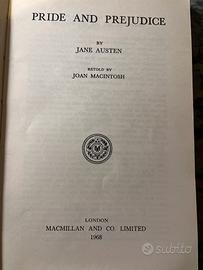 PRIDE AND PREJUDICE
BY
JANE AUSTEN
RETOLD BY
JOAN MACINTOSH
LONDON
MACMILLAN AND CO. LIMITED
1968
subito